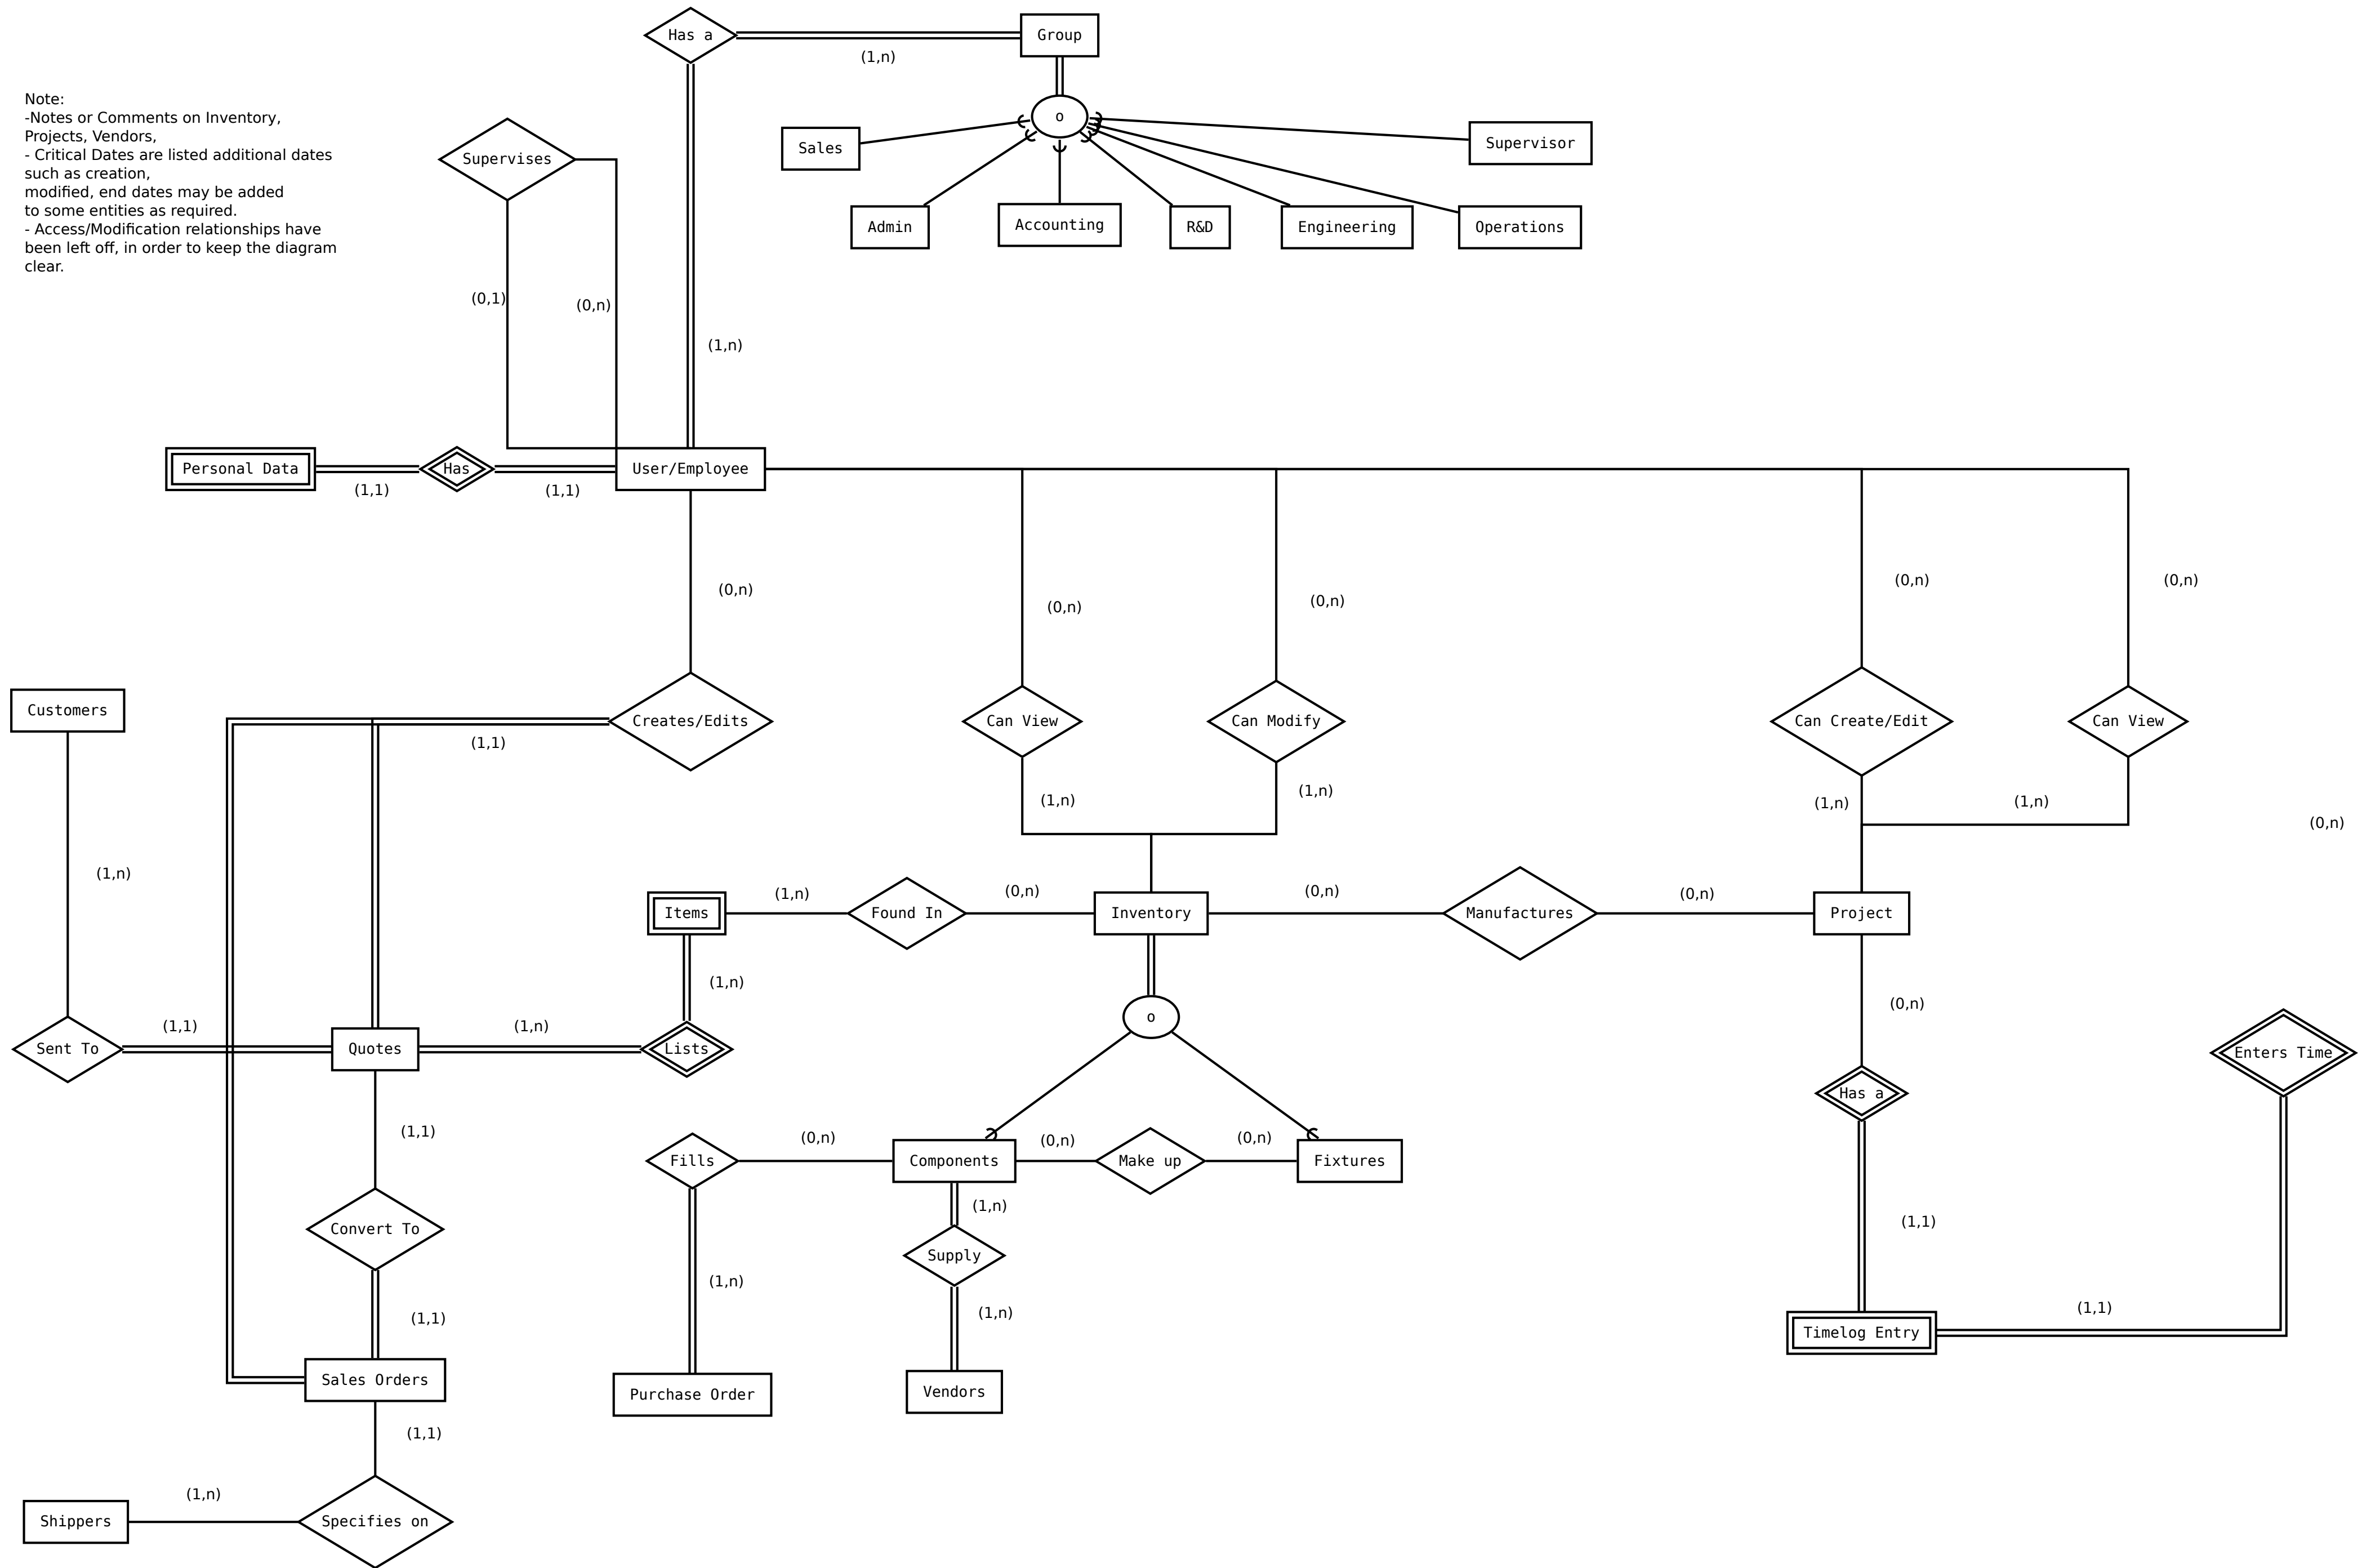 Has a
Group
(1,n)
Note:
-Notes or Comments on Inventory,
Projects, Vendors,
- Critical Dates are listed additional dates
such as creation,
modified, end dates may be added
to some entities as required.
- Access/Modification relationships have
been left off, in order to keep the diagram
clear.
o
Supervises
Sales
Supervisor
Admin
Accounting
R&D
Engineering
Operations
(0,1)
(0,n)
(1,n)
Personal Data
Has
User/Employee
(1,1)
(1,1)
(0,n)
(0,n)
(0,n)
(0,n)
(0,n)
Customers
Creates/Edits
Can View
Can Modify
Can Create/Edit
Can View
(1,1)
(1,n)
(1,n)
(1,n)
(1,n)
(0,n)
(1,n)
(1,n)
(0,n)
(0,n)
(0,n)
Items
Found In
Inventory
Manufactures
Project
(1,n)
(0,n)
(1,1)
(1,n)
o
Sent To
Quotes
Lists
Enters Time
Has a
(1,1)
(0,n)
(0,n)
(0,n)
Fills
Components
Make up
Fixtures
(1,n)
(1,1)
Convert To
Supply
(1,n)
(1,n)
(1,1)
(1,1)
Timelog Entry
Sales Orders
Purchase Order
Vendors
(1,1)
(1,n)
Shippers
Specifies on